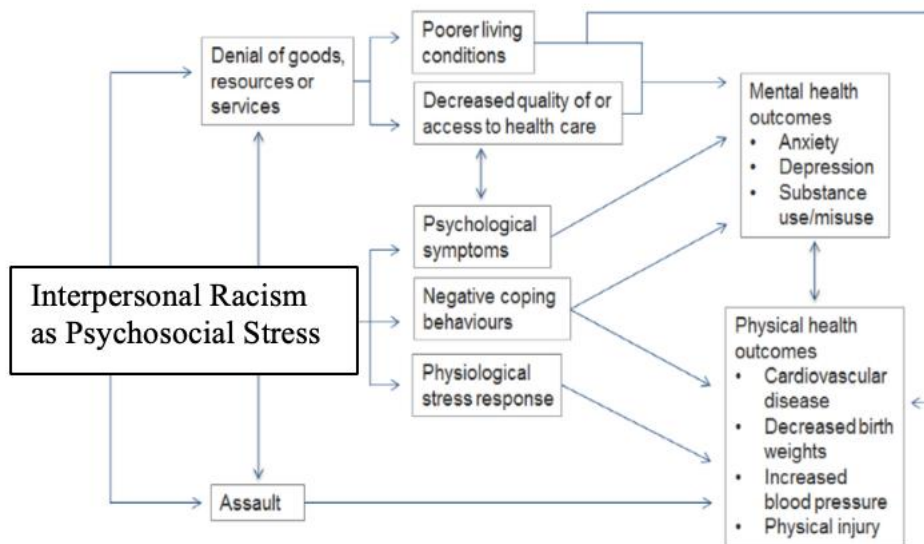 Denial of goods,
resources or
services
Poorer living
conditions
Decreased quality of or
access to health care
Psychological
symptoms
Negative coping
behaviours
Physiological
stress response
Interpersonal Racism
as Psychosocial Stress
Assault
Mental health
outcomes
• Anxiety
• Depression
• Substance
use/misuse
Physical health
outcomes
• Cardiovascular
disease
• Decreased birth
weights
• Increased
blood pressure
• Physical injury